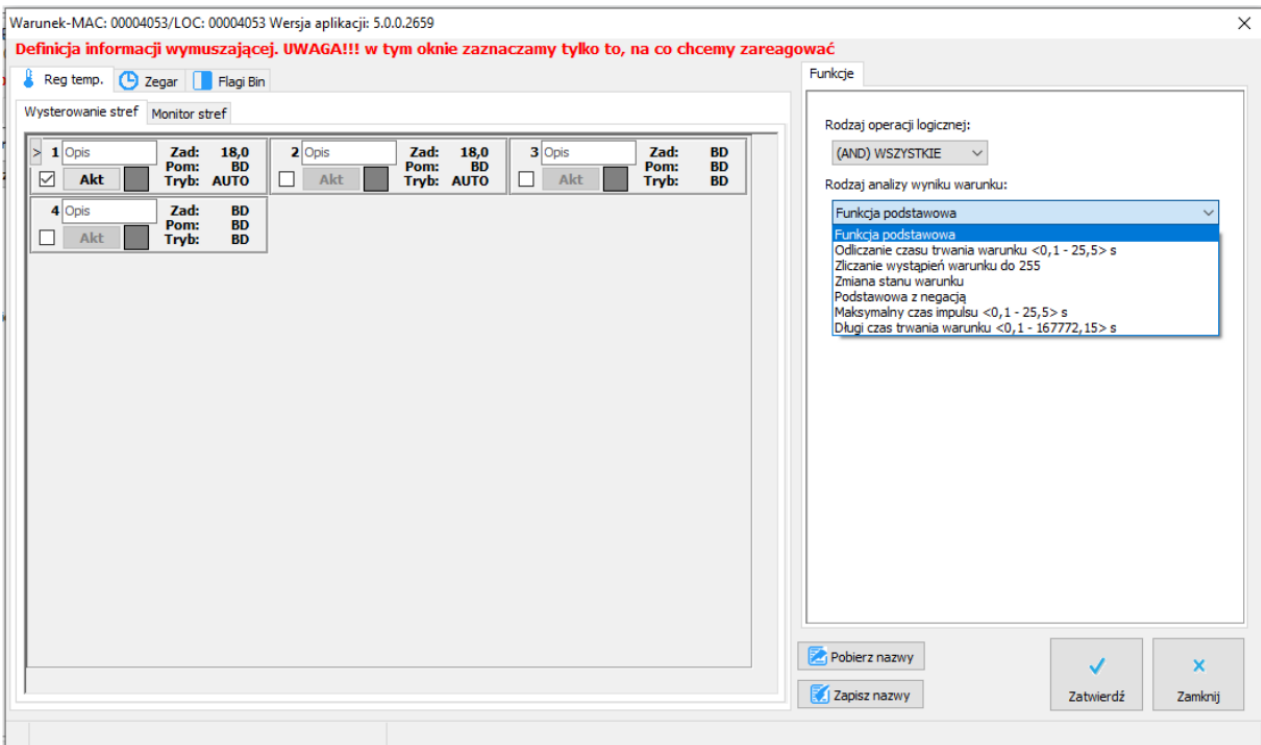 Warunek-MAC: 00004053/LOC: 00004053 Wersja aplikacji: 5.0.0.2659
Definicja informacji wymuszającej. UWAGA!!! w tym oknie zaznaczamy tylko to, na co chcemy zareagować
Reg temp. Zegar Flagi Bin
Wysterowanie stref Monitor stref
> 1 Opis Zad: 18,0
Pom: BD
Akt Tryb: AUTO
2 Opis Zad: 18,0
Pom: BD
Akt Tryb: AUTO
3 Opis Zad: BD
Pom: BD
Akt Tryb: BD
4 Opis Zad: BD
Pom: BD
Akt Tryb: BD
Funkcje
Rodzaj operacji logicznej:
(AND) WSZYSTKIE
Rodzaj analizy wyniku warunku:
Funkcja podstawowa
Funkcja podstawowa
Odliczanie czasu trwania warunku <0,1 - 25,5> s
Zliczanie wystąpień warunku do 255
Zmiana stanu warunku
Podstawowa z negacją
Maksymalny czas impulsu <0,1 - 25,5> s
Długi czas trwania warunku <0,1 - 167772,15> s
Pobierz nazwy
Zapisz nazwy
Zatwierdź
Zamknij